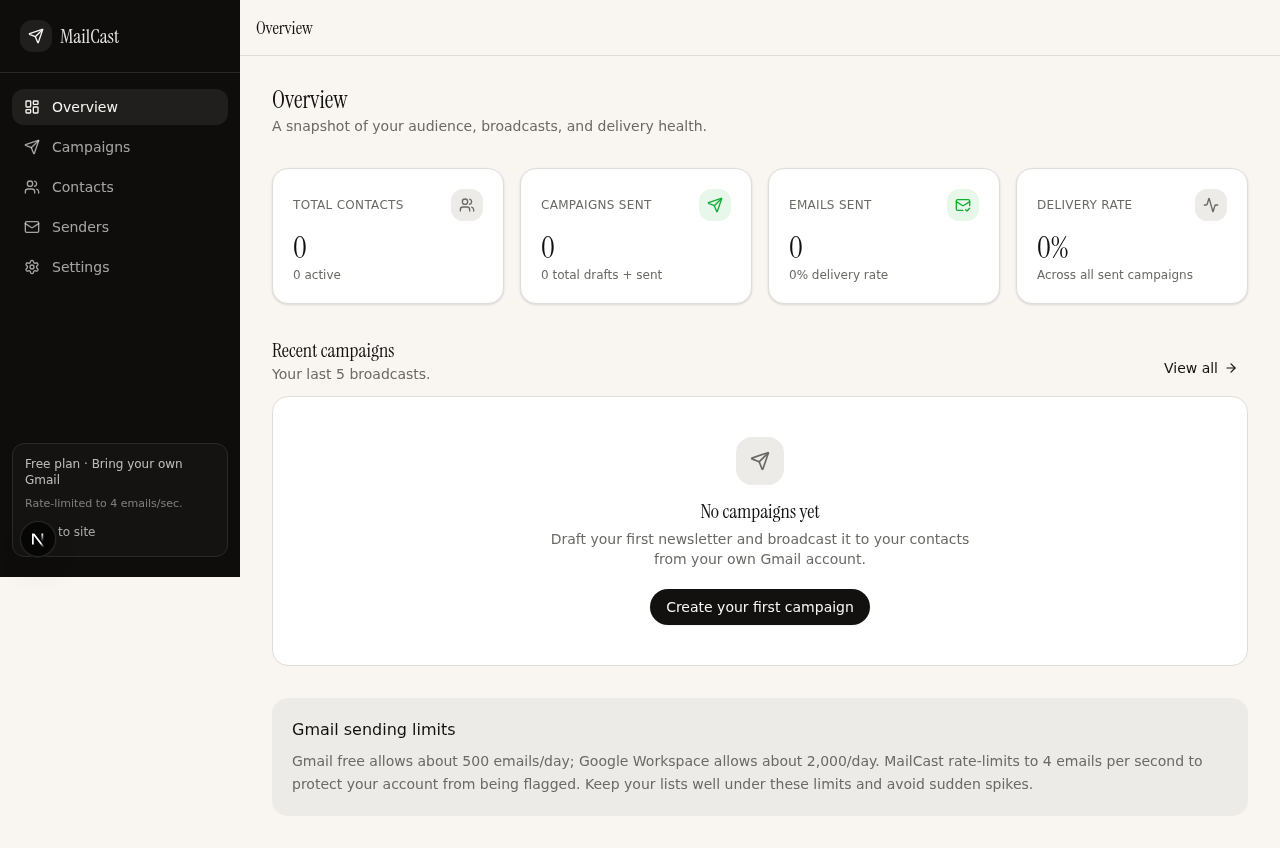 MailCast
Overview
Campaigns
Contacts
Senders
Settings
Free plan · Bring your own
Gmail
Rate-limited to 4 emails/sec.
to site
Overview
Overview
A snapshot of your audience, broadcasts, and delivery health.
TOTAL CONTACTS
0
0 active
CAMPAIGNS SENT
0
0 total drafts + sent
EMAILS SENT
0
0% delivery rate
DELIVERY RATE
0%
Across all sent campaigns
Recent campaigns
Your last 5 broadcasts.
View all
No campaigns yet
Draft your first newsletter and broadcast it to your contacts
from your own Gmail account.
Create your first campaign
Gmail sending limits
Gmail free allows about 500 emails/day; Google Workspace allows about 2,000/day. MailCast rate-limits to 4 emails per second to
protect your account from being flagged. Keep your lists well under these limits and avoid sudden spikes.